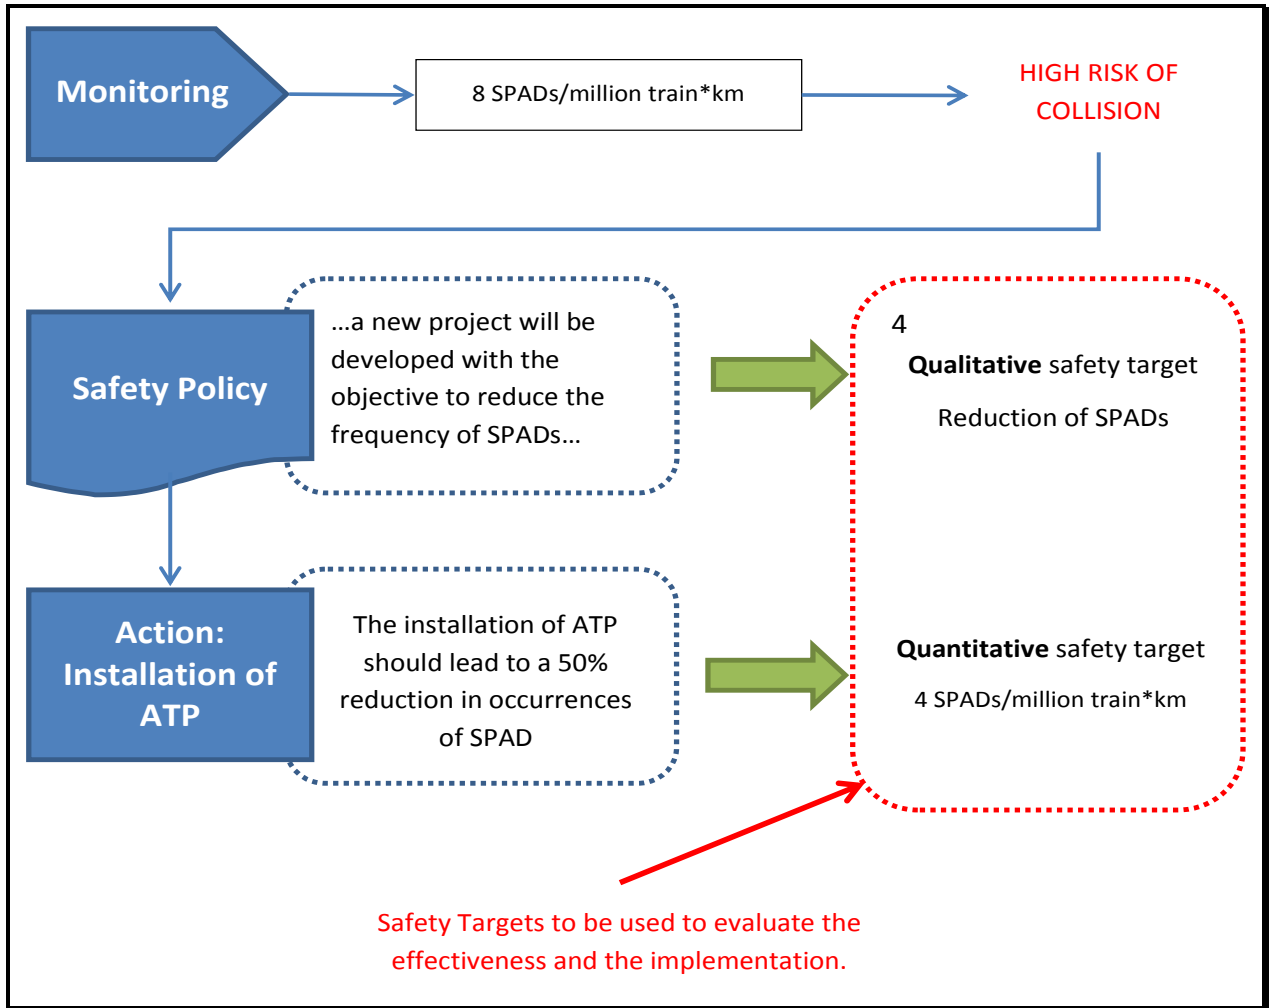 Monitoring
8 SPADs/million train*km
HIGH RISK OF
COLLISION
Safety Policy
…a new project will be
developed with the
objective to reduce the
frequency of SPADs…
4
Qualitative safety target
Reduction of SPADs
Action:
Installation of
ATP
The installation of ATP
should lead to a 50%
reduction in occurrences
of SPAD
Quantitative safety target
4 SPADs/million train*km
Safety Targets to be used to evaluate the
effectiveness and the implementation.